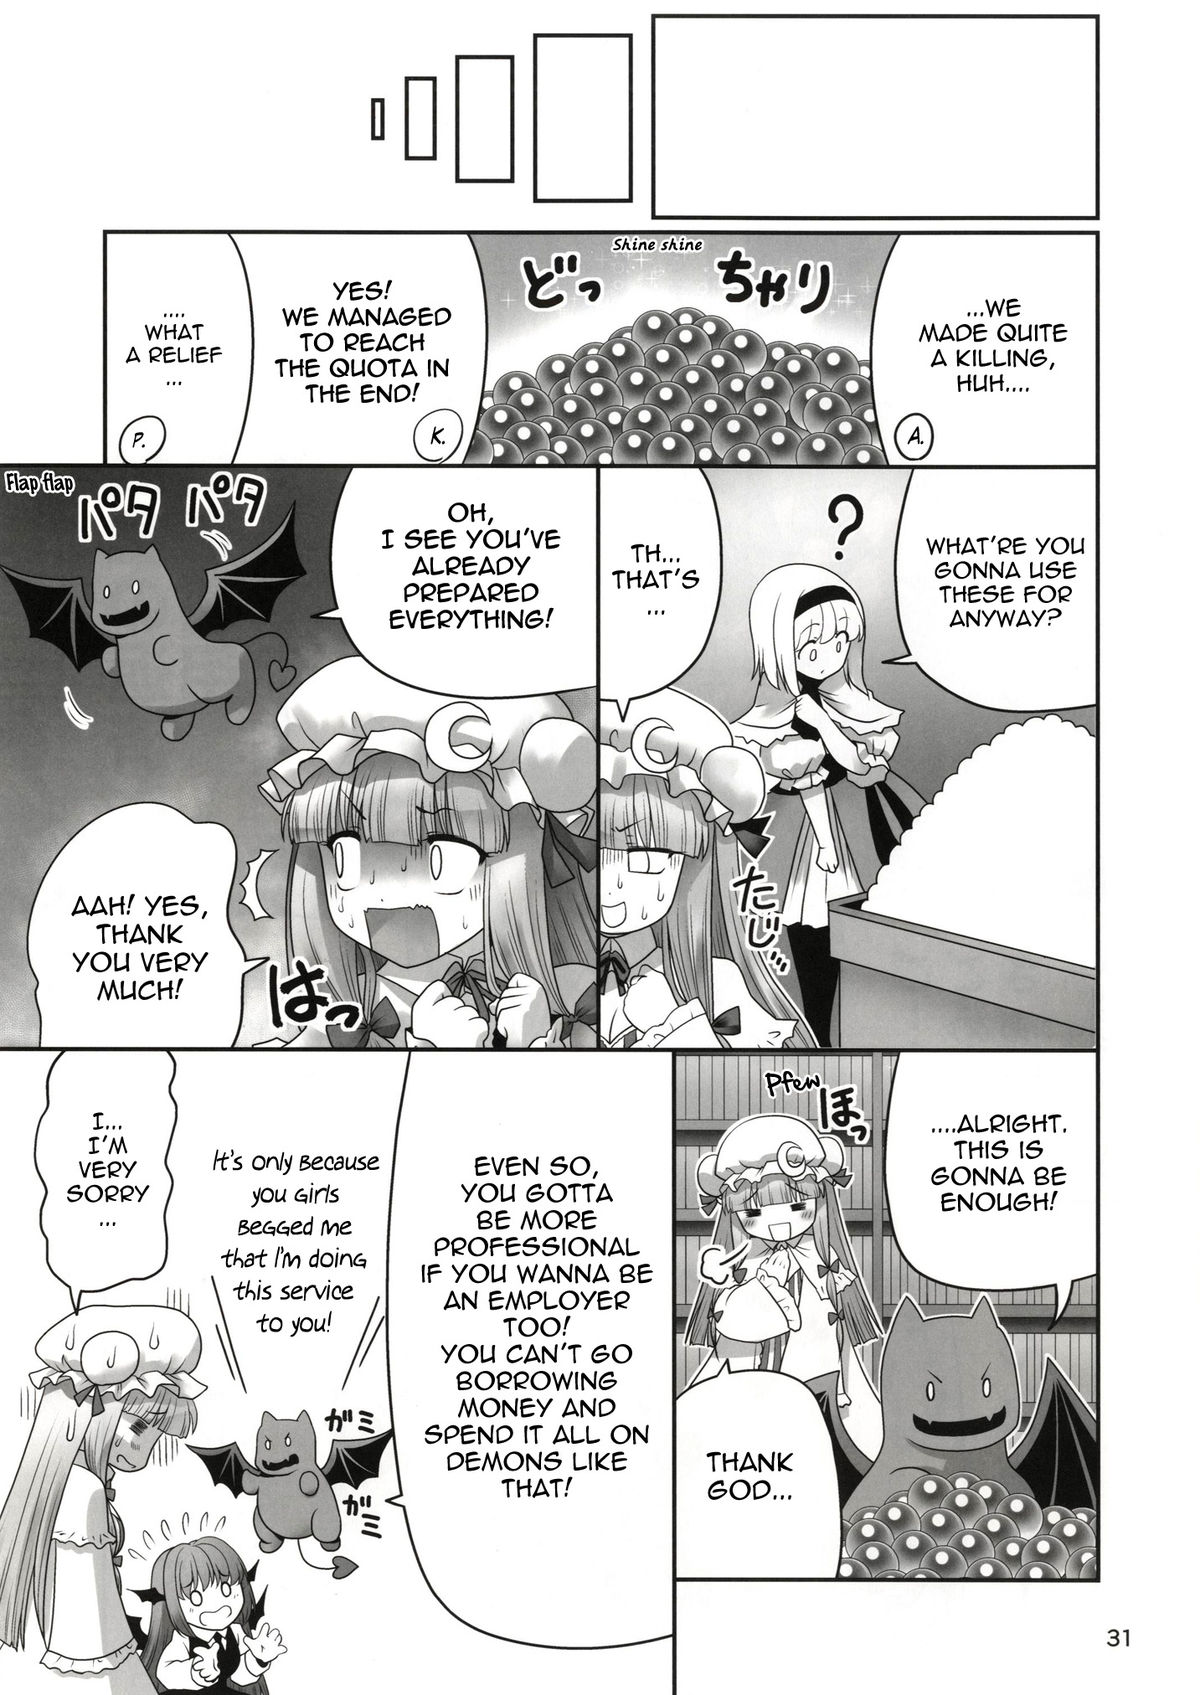 ...WE
MADE QUITE
A KILLING,
HUH....
A.
Shine shine
ちゃり
どっ
YES!
WE MANAGED
TO REACH
THE QUOTA IN
THE END!
K.
....
WHAT
A RELIEF
...
P.
WHAT'RE YOU
GONNA USE
THESE FOR
ANYWAY?
?
TH...
THAT'S
...
たじ...
OH,
I SEE YOU'VE
ALREADY
PREPARED
EVERYTHING!
Flap flap
パタ パタ
AAH! YES,
THANK
YOU VERY
MUCH!
はっ
....ALRIGHT.
THIS IS
GONNA BE
ENOUGH!
Pfew
ほっ
THANK
GOD...
EVEN SO,
YOU GOTTA
BE MORE
PROFESSIONAL
IF YOU WANNA BE
AN EMPLOYER
TOO!
YOU CAN'T GO
BORROWING
MONEY AND
SPEND IT ALL ON
DEMONS LIKE
THAT!
It's only because
you girls
begged me
that I'm doing
this service
to you!
ガミ
ガミ
I...
I'M
VERY
SORRY
...
31